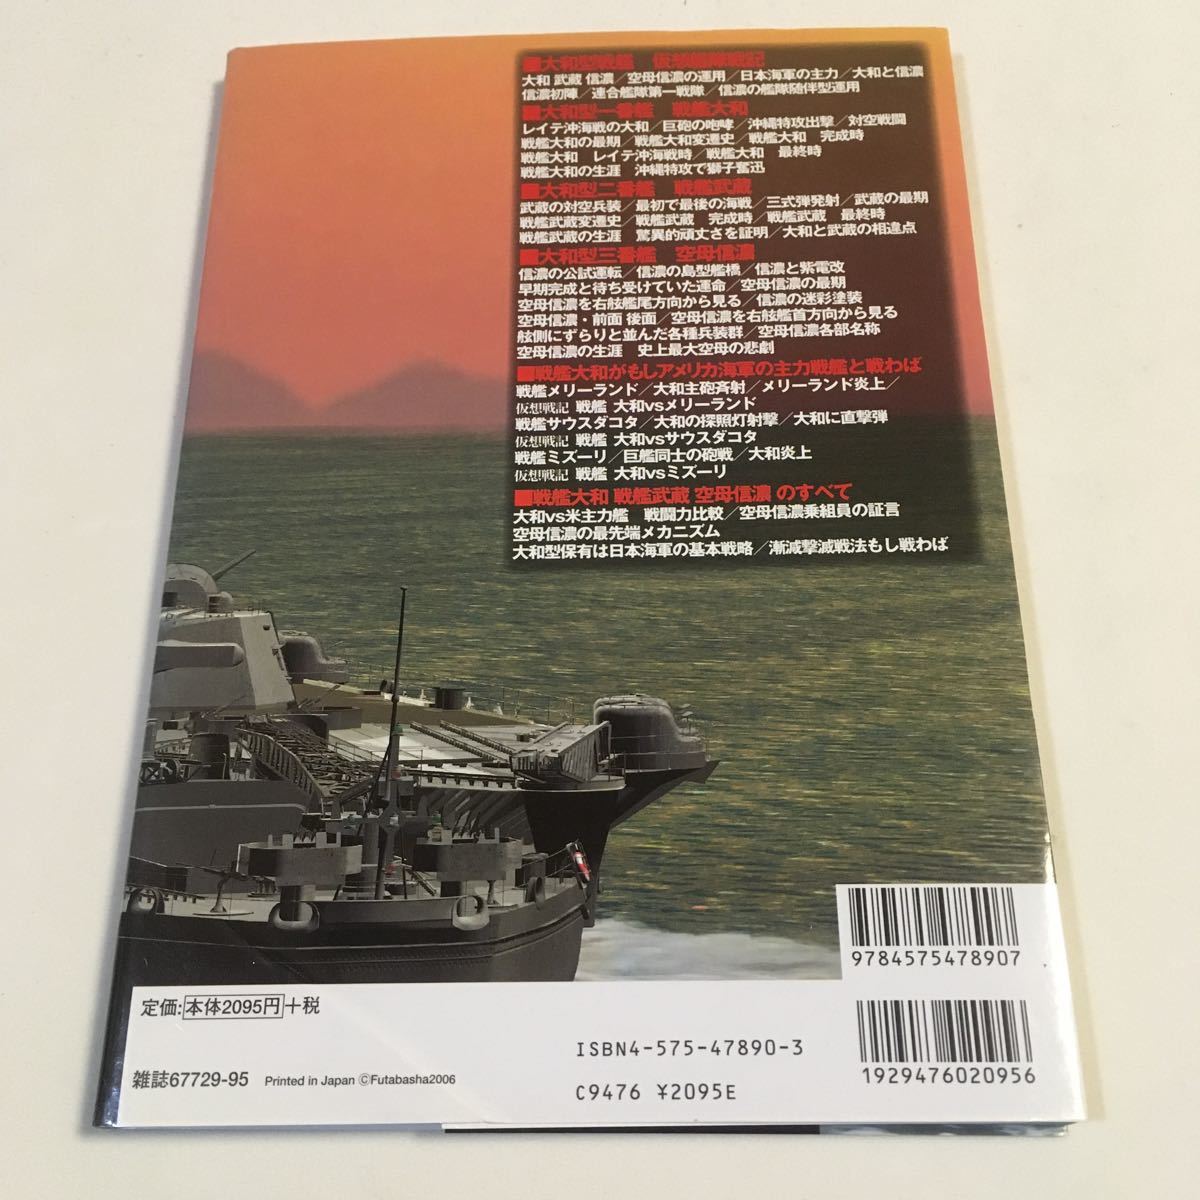 ■大和型戦艦　仮想艦隊戦記
大和 武蔵 信濃／空母信濃の運用／日本海軍の主力／大和と信濃
信濃初陣／連合艦隊第一戦隊／信濃の艦隊随伴型運用
■大和型一番艦　戦艦大和
レイテ沖海戦の大和／巨砲の咆哮／沖縄特攻出撃／対空戦闘
戦艦大和の最期／戦艦大和変遷史／戦艦大和　完成時
戦艦大和　レイテ沖海戦時／戦艦大和　最終時
戦艦大和の生涯　沖縄特攻で獅子奮迅
■大和型二番艦　戦艦武蔵
武蔵の対空兵装／最初で最後の海戦／三式弾発射／武蔵の最期
戦艦武蔵変遷史／戦艦武蔵　完成時／戦艦武蔵　最終時
戦艦武蔵の生涯　驚異的頑丈さを証明／大和と武蔵の相違点
■大和型三番艦　空母信濃
信濃の公試運転／信濃の島型艦橋／信濃と紫電改
早期完成と待ち受けていた運命／空母信濃の最期
空母信濃を右舷艦尾方向から見る／信濃の迷彩塗装
空母信濃・前面 後面／空母信濃を右舷艦首方向から見る
舷側にずらりと並んだ各種兵装群／空母信濃各部名称
空母信濃の生涯　史上最大空母の悲劇
■戦艦大和がもしアメリカ海軍の主力戦艦と戦わば
戦艦メリーランド／大和主砲斉射／メリーランド炎上／
仮想戦記 戦艦 大和vsメリーランド
戦艦サウスダコタ／大和の探照灯射撃／大和に直撃弾
仮想戦記 戦艦 大和vsサウスダコタ
戦艦ミズーリ／巨艦同士の砲戦／大和炎上
仮想戦記 戦艦 大和vsミズーリ
■戦艦大和 戦艦武蔵 空母信濃 のすべて
大和vs米主力艦　戦闘力比較／空母信濃乗組員の証言
空母信濃の最先端メカニズム
大和型保有は日本海軍の基本戦略／漸減撃滅戦法もし戦わば
9784575478907
定価:本体2095円+税
ISBN4-575-47890-3
1929476020956
雑誌67729-95 Printed in Japan ©Futabasha2006
C9476 ¥2095E